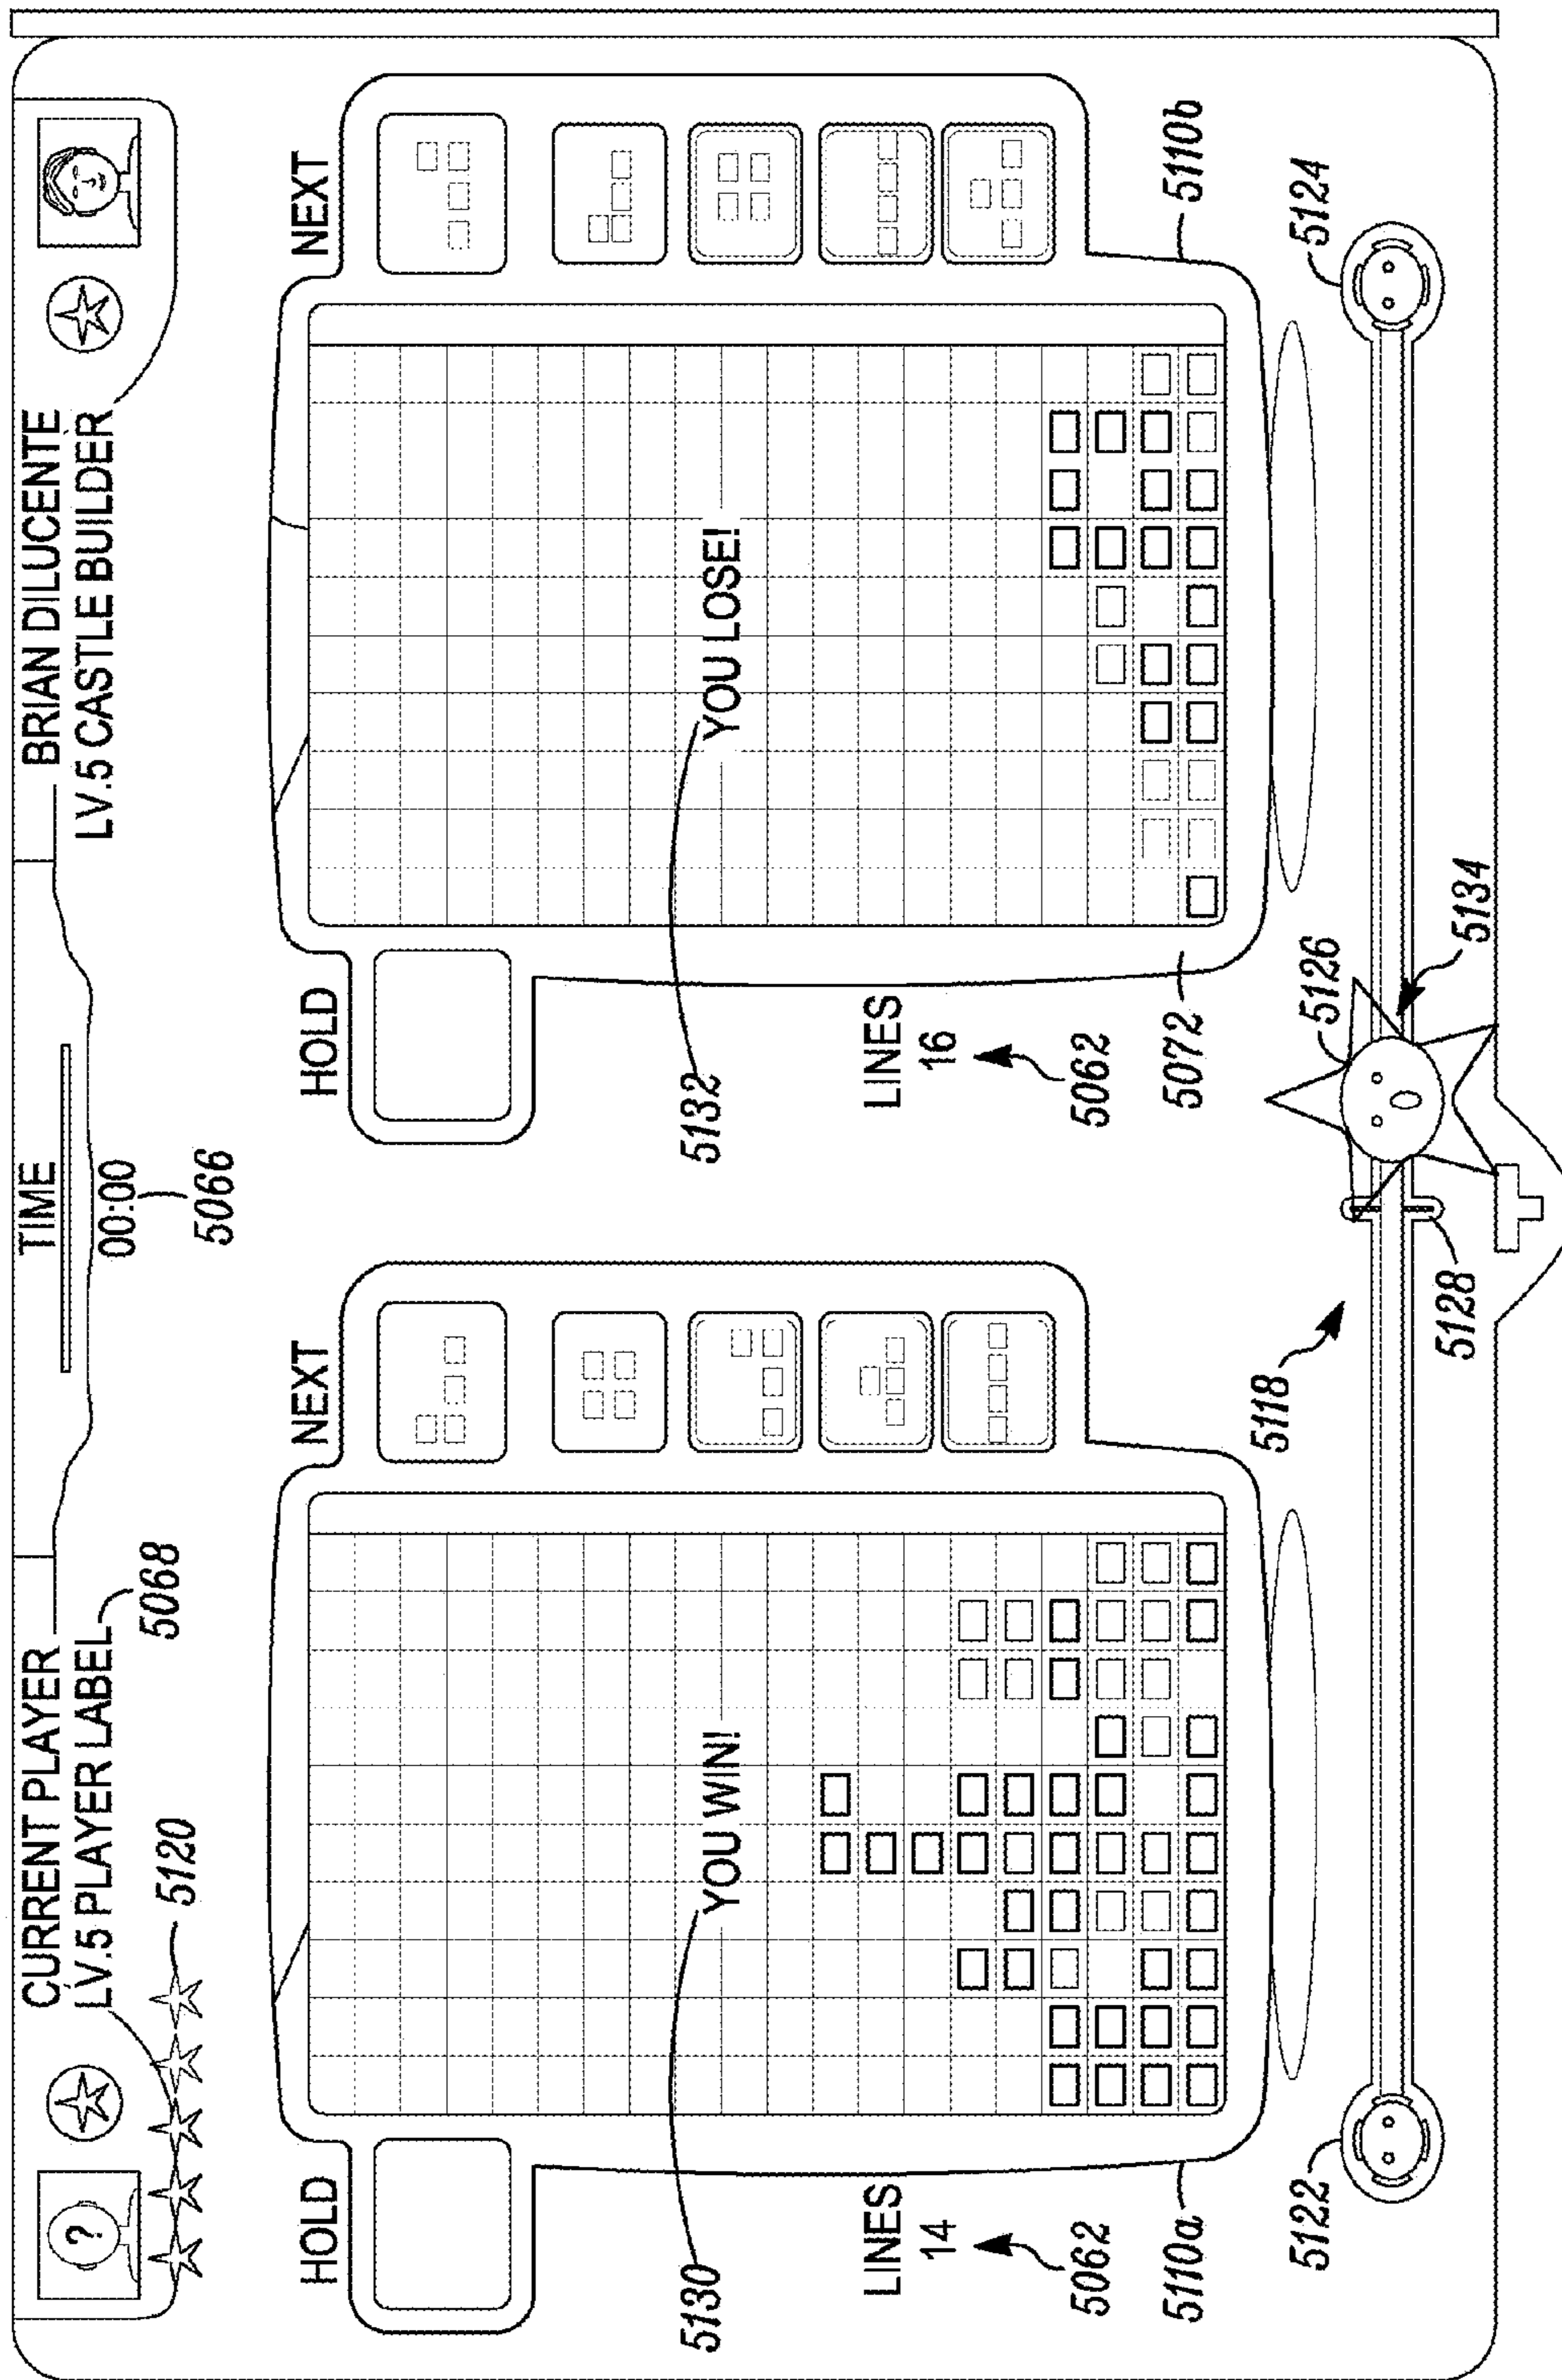 CURRENT PLAYER
LV.5 PLAYER LABEL
5068
5120
?
TIME
00:00
5066
BRIAN DILUCENTE
LV.5 CASTLE BUILDER
HOLD
NEXT
YOU WIN!
5130
LINES
14
5062
5110a
HOLD
NEXT
YOU LOSE!
5132
LINES
16
5062
5072
5110b
5118
5122
5124
5126
5128
5134